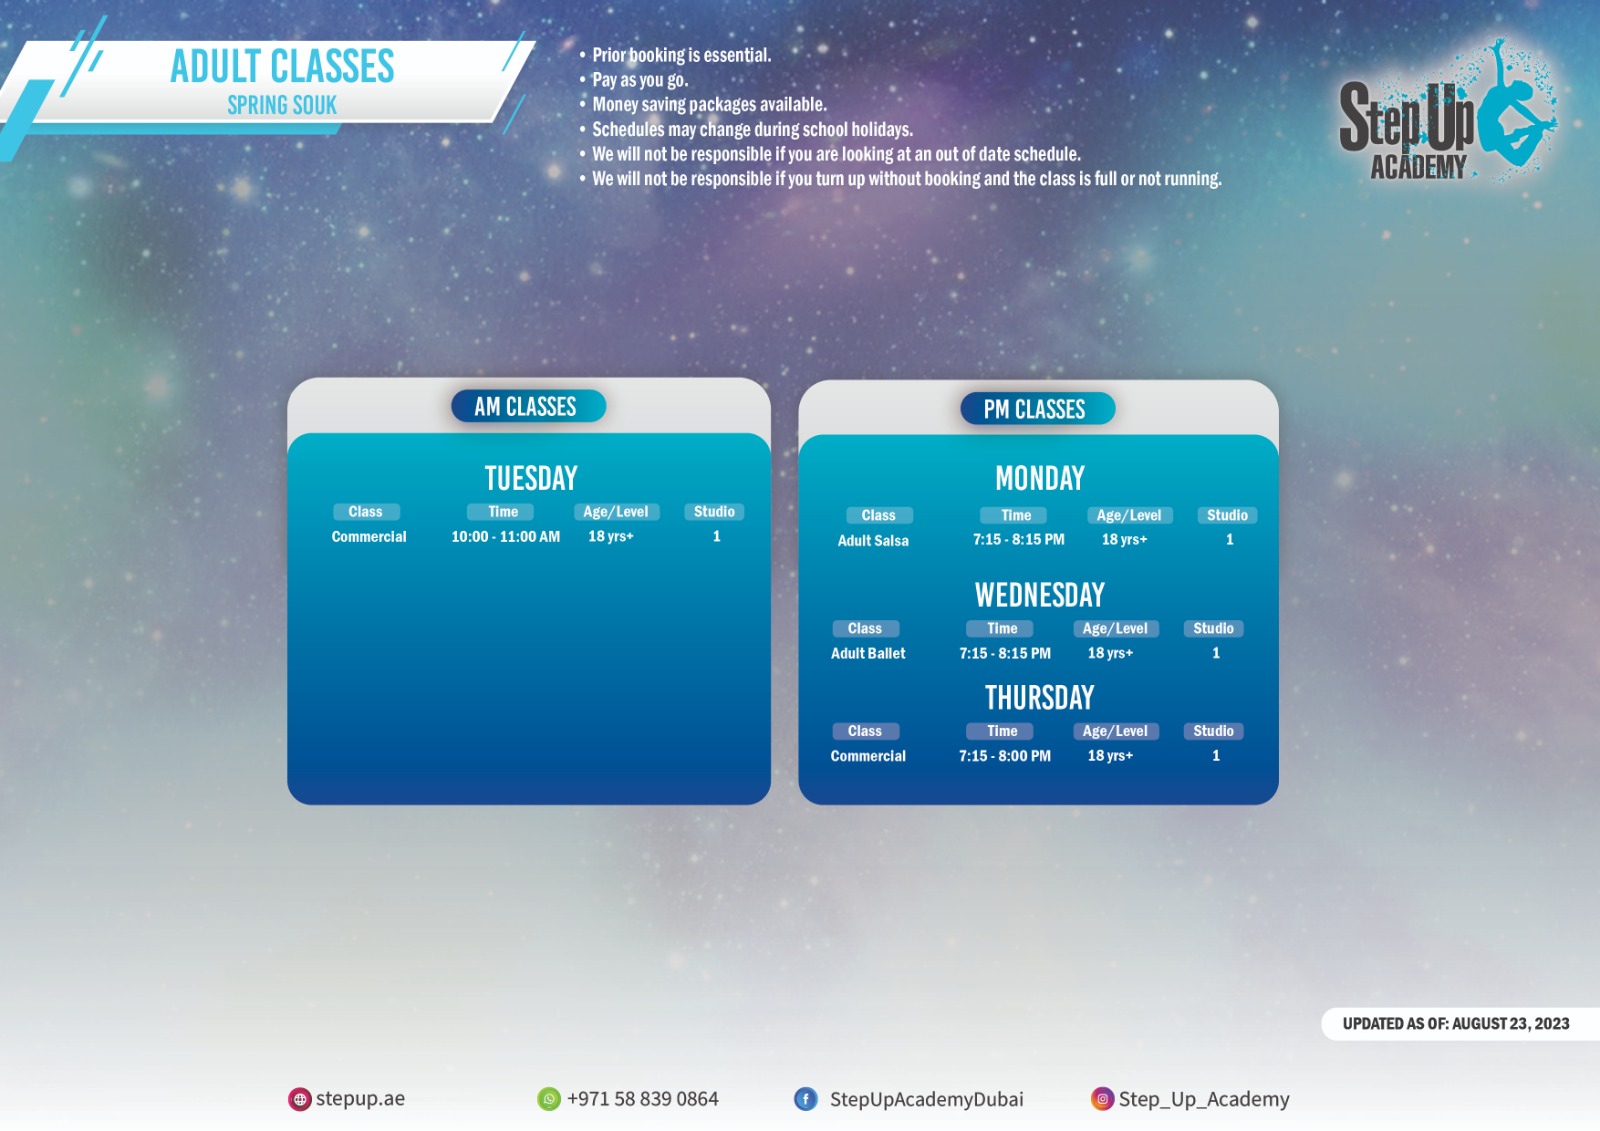 ADULT CLASSES
SPRING SOUK
• Prior booking is essential.
• Pay as you go.
• Money saving packages available.
• Schedules may change during school holidays.
• We will not be responsible if you are looking at an out of date schedule.
• We will not be responsible if you turn up without booking and the class is full or not running.
Step Up
ACADEMY
AM CLASSES
TUESDAY
Class Time Age/Level Studio
Commercial 10:00 - 11:00 AM 18 yrs+ 1
PM CLASSES
MONDAY
Class Time Age/Level Studio
Adult Salsa 7:15 - 8:15 PM 18 yrs+ 1
WEDNESDAY
Class Time Age/Level Studio
Adult Ballet 7:15 - 8:15 PM 18 yrs+ 1
THURSDAY
Class Time Age/Level Studio
Commercial 7:15 - 8:00 PM 18 yrs+ 1
UPDATED AS OF: AUGUST 23, 2023
stepup.ae +971 58 839 0864 StepUpAcademyDubai Step_Up_Academy